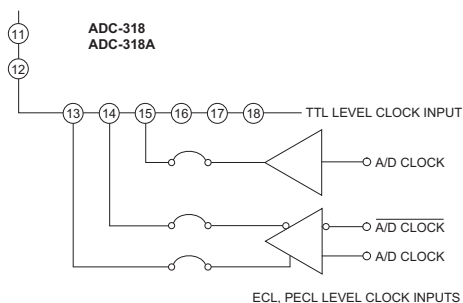 11
ADC-318
ADC-318A
12
13 14 15 16 17 18 TTL LEVEL CLOCK INPUT
A/D CLOCK
A/D CLOCK
A/D CLOCK
ECL, PECL LEVEL CLOCK INPUTS